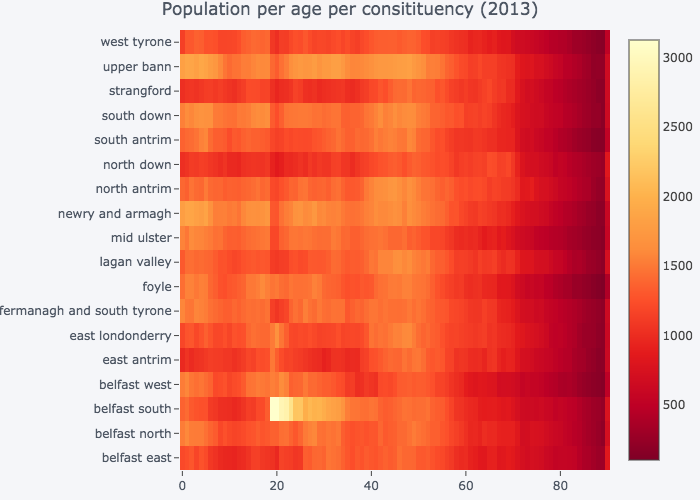 Population per age per consitituency (2013)
west tyrone
upper bann
strangford
south down
south antrim
north down
north antrim
newry and armagh
mid ulster
lagan valley
foyle
fermanagh and south tyrone
east londonderry
east antrim
belfast west
belfast south
belfast north
belfast east
0 20 40 60 80
3000
2500
2000
1500
1000
500